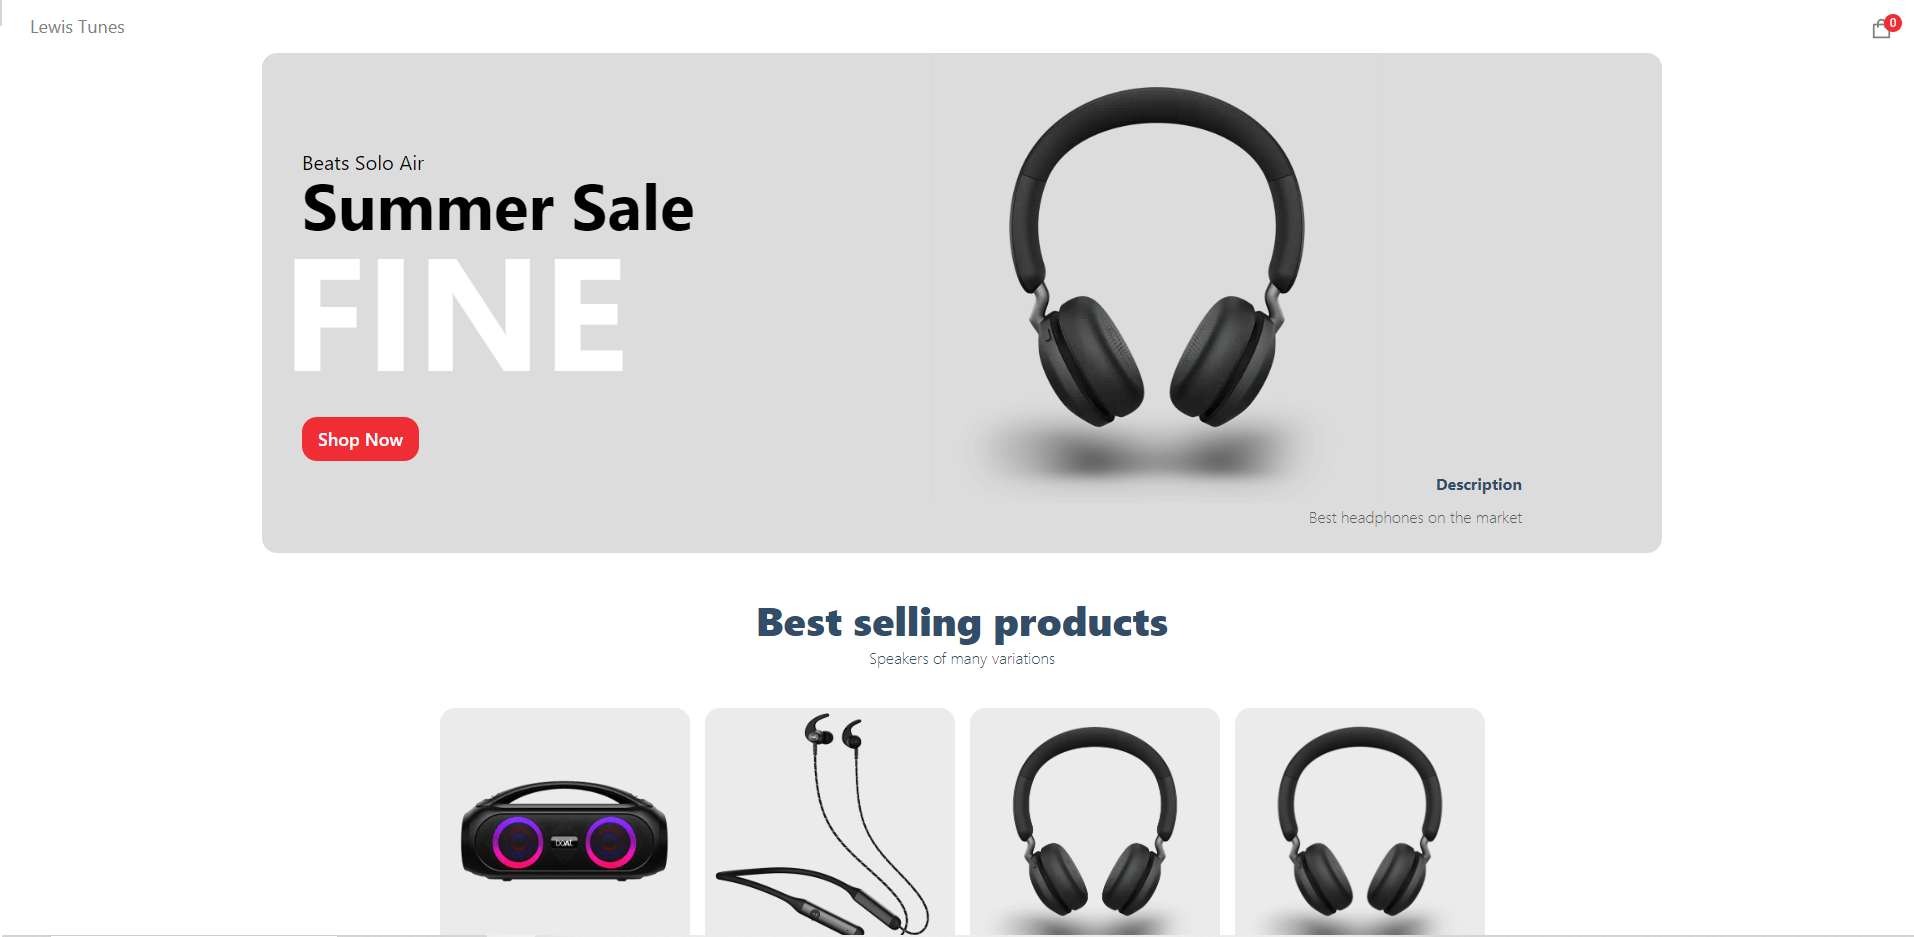 Lewis Tunes
0
Beats Solo Air
Summer Sale
FINE
Shop Now
Description
Best headphones on the market
Best selling products
Speakers of many variations
boAt